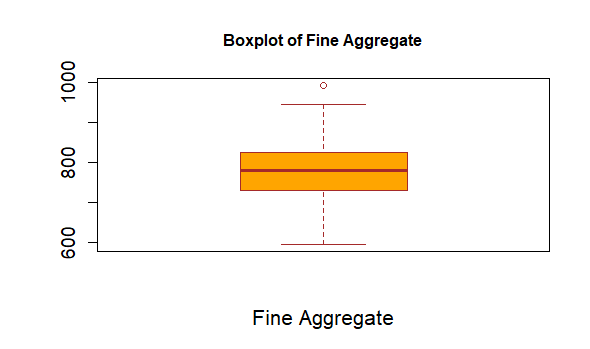 Boxplot of Fine Aggregate
1000
800
600
Fine Aggregate